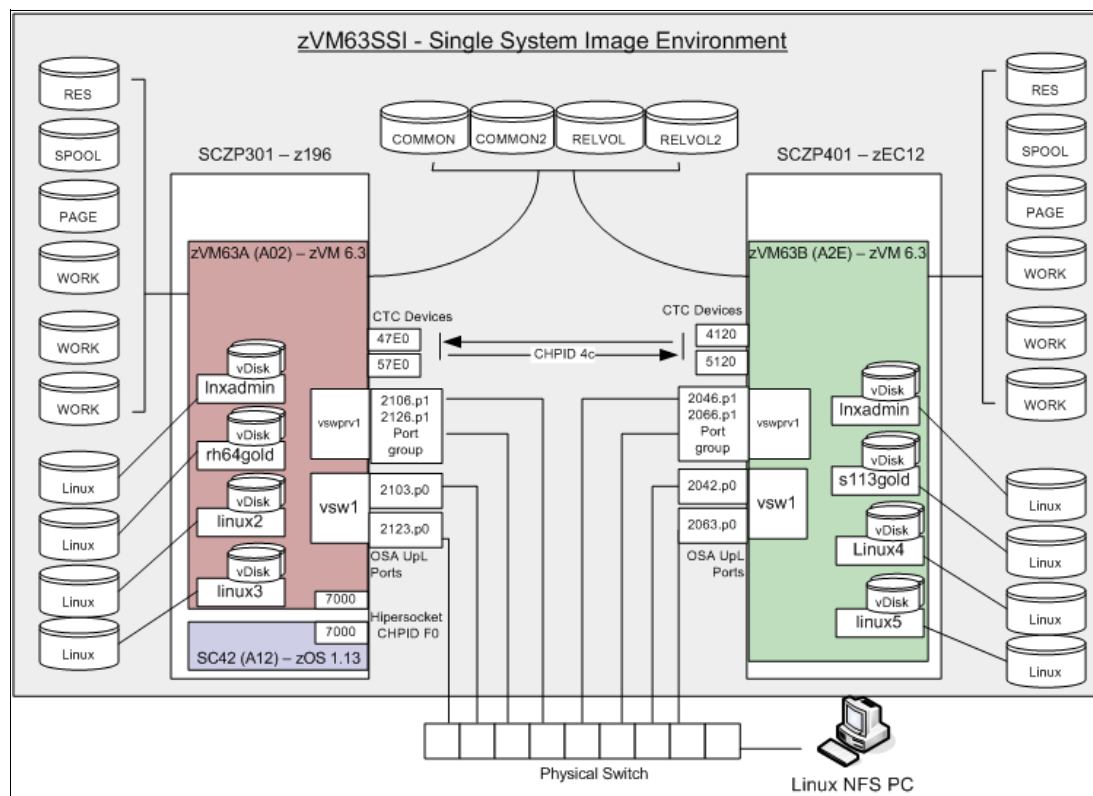 zVM63SSI - Single System Image Environment
RES
SPOOL
PAGE
WORK
WORK
WORK
Linux
Linux
Linux
Linux
COMMON
COMMON2
RELVOL
RELVOL2
SCZP301 – z196
zVM63A (A02) – zVM 6.3
vDisk
lnxadmin
vDisk
rh64gold
vDisk
linux2
vDisk
linux3
vswprv1
vsw1
7000
7000
SC42 (A12) – zOS 1.13
CTC Devices
47E0
57E0
2106.p1
2126.p1
Port
group
2103.p0
2123.p0
OSA UpL
Ports
Hipersocket
CHPID F0
CHPID 4c
SCZP401 – zEC12
zVM63B (A2E) – zVM 6.3
CTC Devices
4120
5120
2046.p1
2066.p1
Port
group
2042.p0
2063.p0
OSA UpL
Ports
vswprv1
vsw1
vDisk
lnxadmin
vDisk
s113gold
vDisk
Linux4
vDisk
linux5
RES
SPOOL
PAGE
WORK
WORK
WORK
Linux
Linux
Linux
Linux
Physical Switch
Linux NFS PC